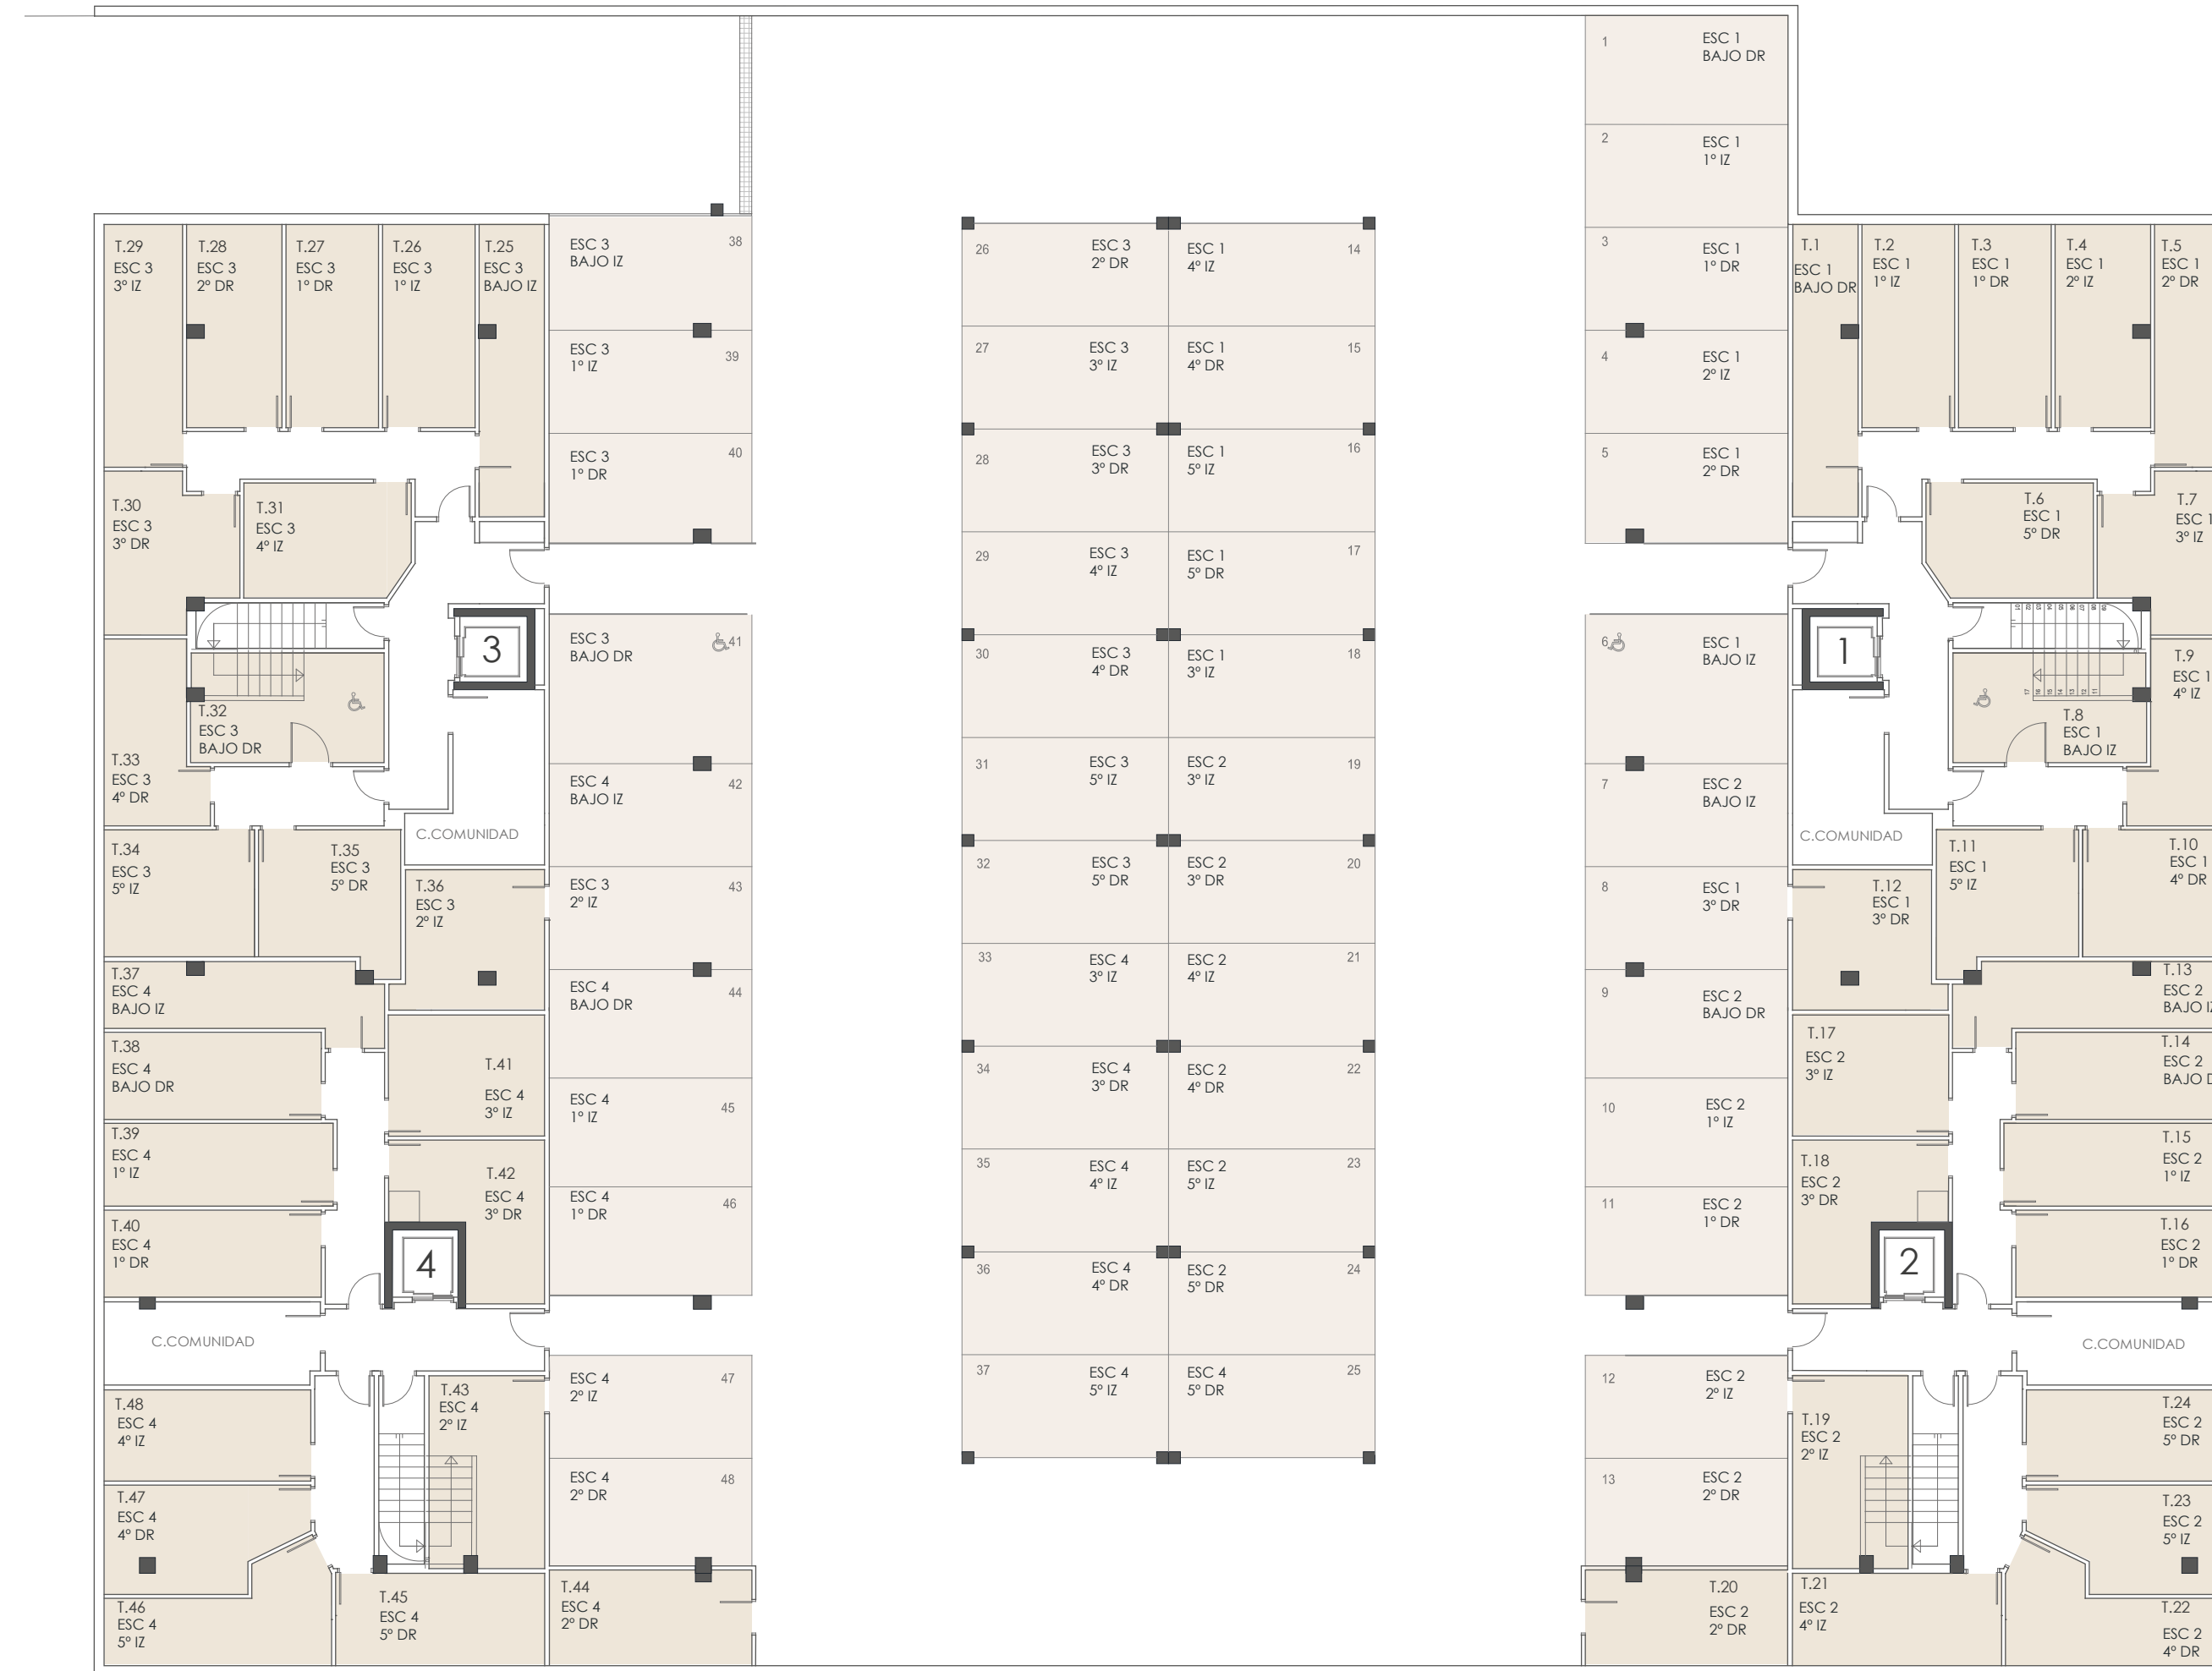 1
ESC 1
BAJO DR
2
ESC 1
1º IZ
3
ESC 1
1º DR
4
ESC 1
2º IZ
5
ESC 1
2º DR
6
ESC 1
BAJO IZ
7
ESC 2
BAJO IZ
8
ESC 1
3º DR
9
ESC 2
BAJO DR
10
ESC 2
1º IZ
11
ESC 2
1º DR
12
ESC 2
2º IZ
13
ESC 2
2º DR
T.29
ESC 3
3º IZ
T.28
ESC 3
2º DR
T.27
ESC 3
1º DR
T.26
ESC 3
1º IZ
T.25
ESC 3
BAJO IZ
T.30
ESC 3
3º DR
T.31
ESC 3
4º IZ
3
T.32
ESC 3
BAJO DR
T.33
ESC 3
4º DR
C.COMUNIDAD
T.34
ESC 3
5º IZ
T.35
ESC 3
5º DR
T.36
ESC 3
2º IZ
T.37
ESC 4
BAJO IZ
T.38
ESC 4
BAJO DR
T.39
ESC 4
1º IZ
T.40
ESC 4
1º DR
T.41
ESC 4
3º IZ
T.42
ESC 4
3º DR
4
C.COMUNIDAD
T.48
ESC 4
4º IZ
T.43
ESC 4
2º IZ
T.47
ESC 4
4º DR
T.46
ESC 4
5º IZ
T.45
ESC 4
5º DR
T.44
ESC 4
2º DR
ESC 3
BAJO IZ
38
ESC 3
1º IZ
39
ESC 3
1º DR
40
ESC 3
BAJO DR
41
ESC 4
BAJO IZ
42
ESC 3
2º IZ
43
ESC 4
BAJO DR
44
ESC 4
1º IZ
45
ESC 4
1º DR
46
ESC 4
2º IZ
47
ESC 4
2º DR
48
26
ESC 3
2º DR
ESC 1
4º IZ
14
27
ESC 3
3º IZ
ESC 1
4º DR
15
28
ESC 3
3º DR
ESC 1
5º IZ
16
29
ESC 3
4º IZ
ESC 1
5º DR
17
30
ESC 3
4º DR
ESC 1
3º IZ
18
31
ESC 3
5º IZ
ESC 2
3º IZ
19
32
ESC 3
5º DR
ESC 2
3º DR
20
33
ESC 4
3º IZ
ESC 2
4º IZ
21
34
ESC 4
3º DR
ESC 2
4º DR
22
35
ESC 4
4º IZ
ESC 2
5º IZ
23
36
ESC 4
4º DR
ESC 2
5º DR
24
37
ESC 4
5º IZ
ESC 4
5º DR
25
T.1
ESC 1
BAJO DR
T.2
ESC 1
1º IZ
T.3
ESC 1
1º DR
T.4
ESC 1
2º IZ
T.5
ESC 1
2º DR
T.6
ESC 1
5º DR
T.7
ESC 1
3º IZ
1
T.8
ESC 1
BAJO IZ
T.9
ESC 1
4º IZ
C.COMUNIDAD
T.11
ESC 1
5º IZ
T.10
ESC 1
4º DR
T.12
ESC 1
3º DR
T.13
ESC 2
BAJO IZ
T.17
ESC 2
3º IZ
T.14
ESC 2
BAJO D
T.15
ESC 2
1º IZ
T.18
ESC 2
3º DR
T.16
ESC 2
1º DR
2
C.COMUNIDAD
T.19
ESC 2
2º IZ
T.24
ESC 2
5º DR
T.23
ESC 2
5º IZ
T.20
ESC 2
2º DR
T.21
ESC 2
4º IZ
T.22
ESC 2
4º DR